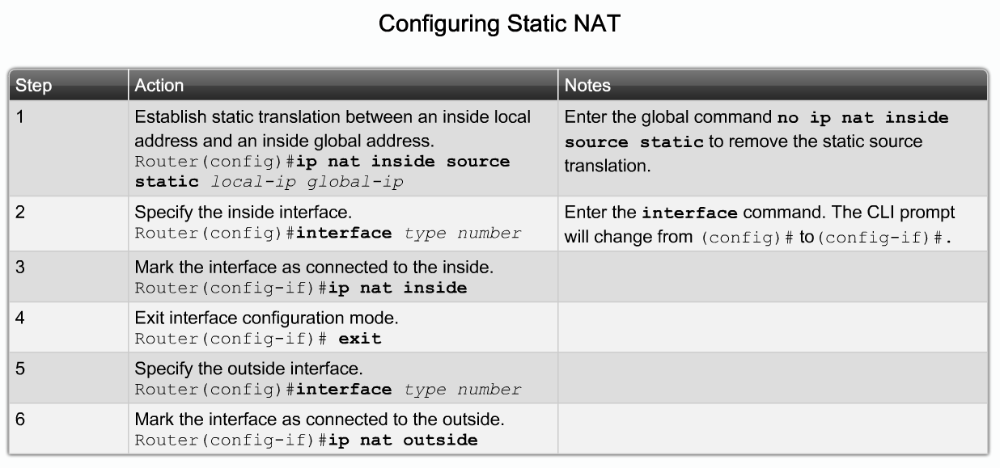 Configuring Static NAT
Step
Action
Notes
1
Establish static translation between an inside local
address and an inside global address.
Router(config)#ip nat inside source
static local-ip global-ip
Enter the global command no ip nat inside
source static to remove the static source
translation.
2
Specify the inside interface.
Router(config)#interface type number
Enter the interface command. The CLI prompt
will change from (config)# to (config-if)#.
3
Mark the interface as connected to the inside.
Router(config-if)#ip nat inside
4
Exit interface configuration mode.
Router(config-if)# exit
5
Specify the outside interface.
Router(config)#interface type number
6
Mark the interface as connected to the outside.
Router(config-if)#ip nat outside